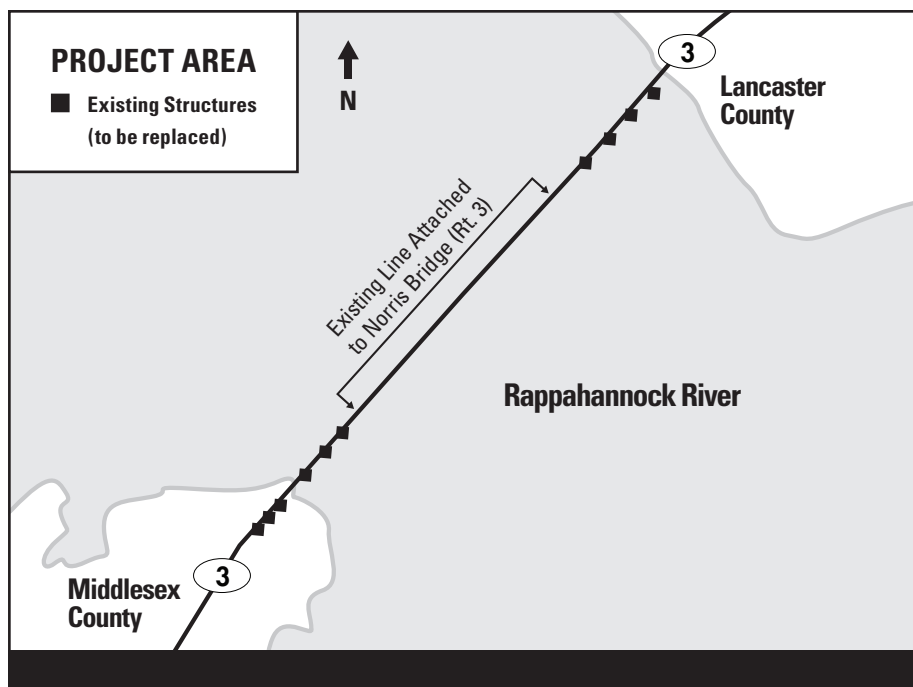 PROJECT AREA
Existing Structures
(to be replaced)
N
3
Lancaster
County
Existing Line Attached
to Norris Bridge (Rt. 3)
Rappahannock River
3
Middlesex
County